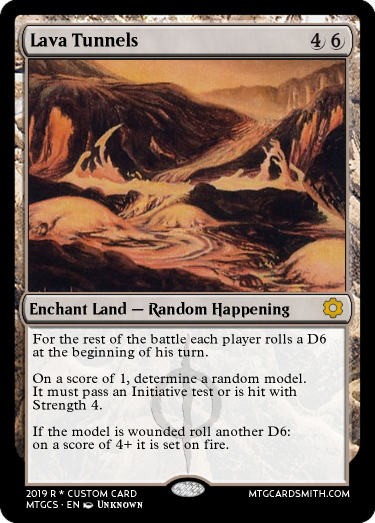 Lava Tunnels 4 6
Enchant Land — Random Happening
For the rest of the battle each player rolls a D6
at the beginning of his turn.
On a score of 1, determine a random model.
It must pass an Initiative test or is hit with
Strength 4.
If the model is wounded roll another D6:
on a score of 4+ it is set on fire.
2019 R * CUSTOM CARD
MTGCS • EN Unknown
MTGCARDSMITH.COM